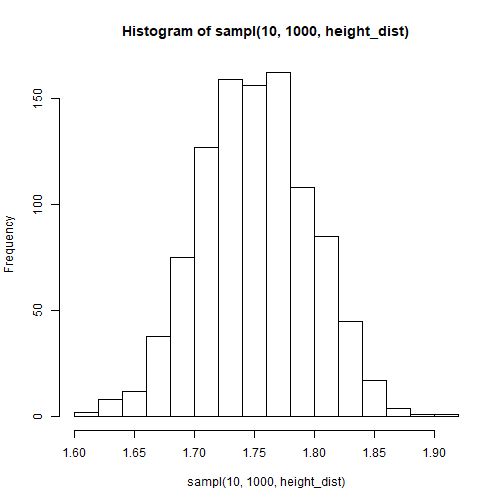 Histogram of sampl(10, 1000, height_dist)
Frequency
150
100
50
0
1.60 1.65 1.70 1.75 1.80 1.85 1.90
sampl(10, 1000, height_dist)